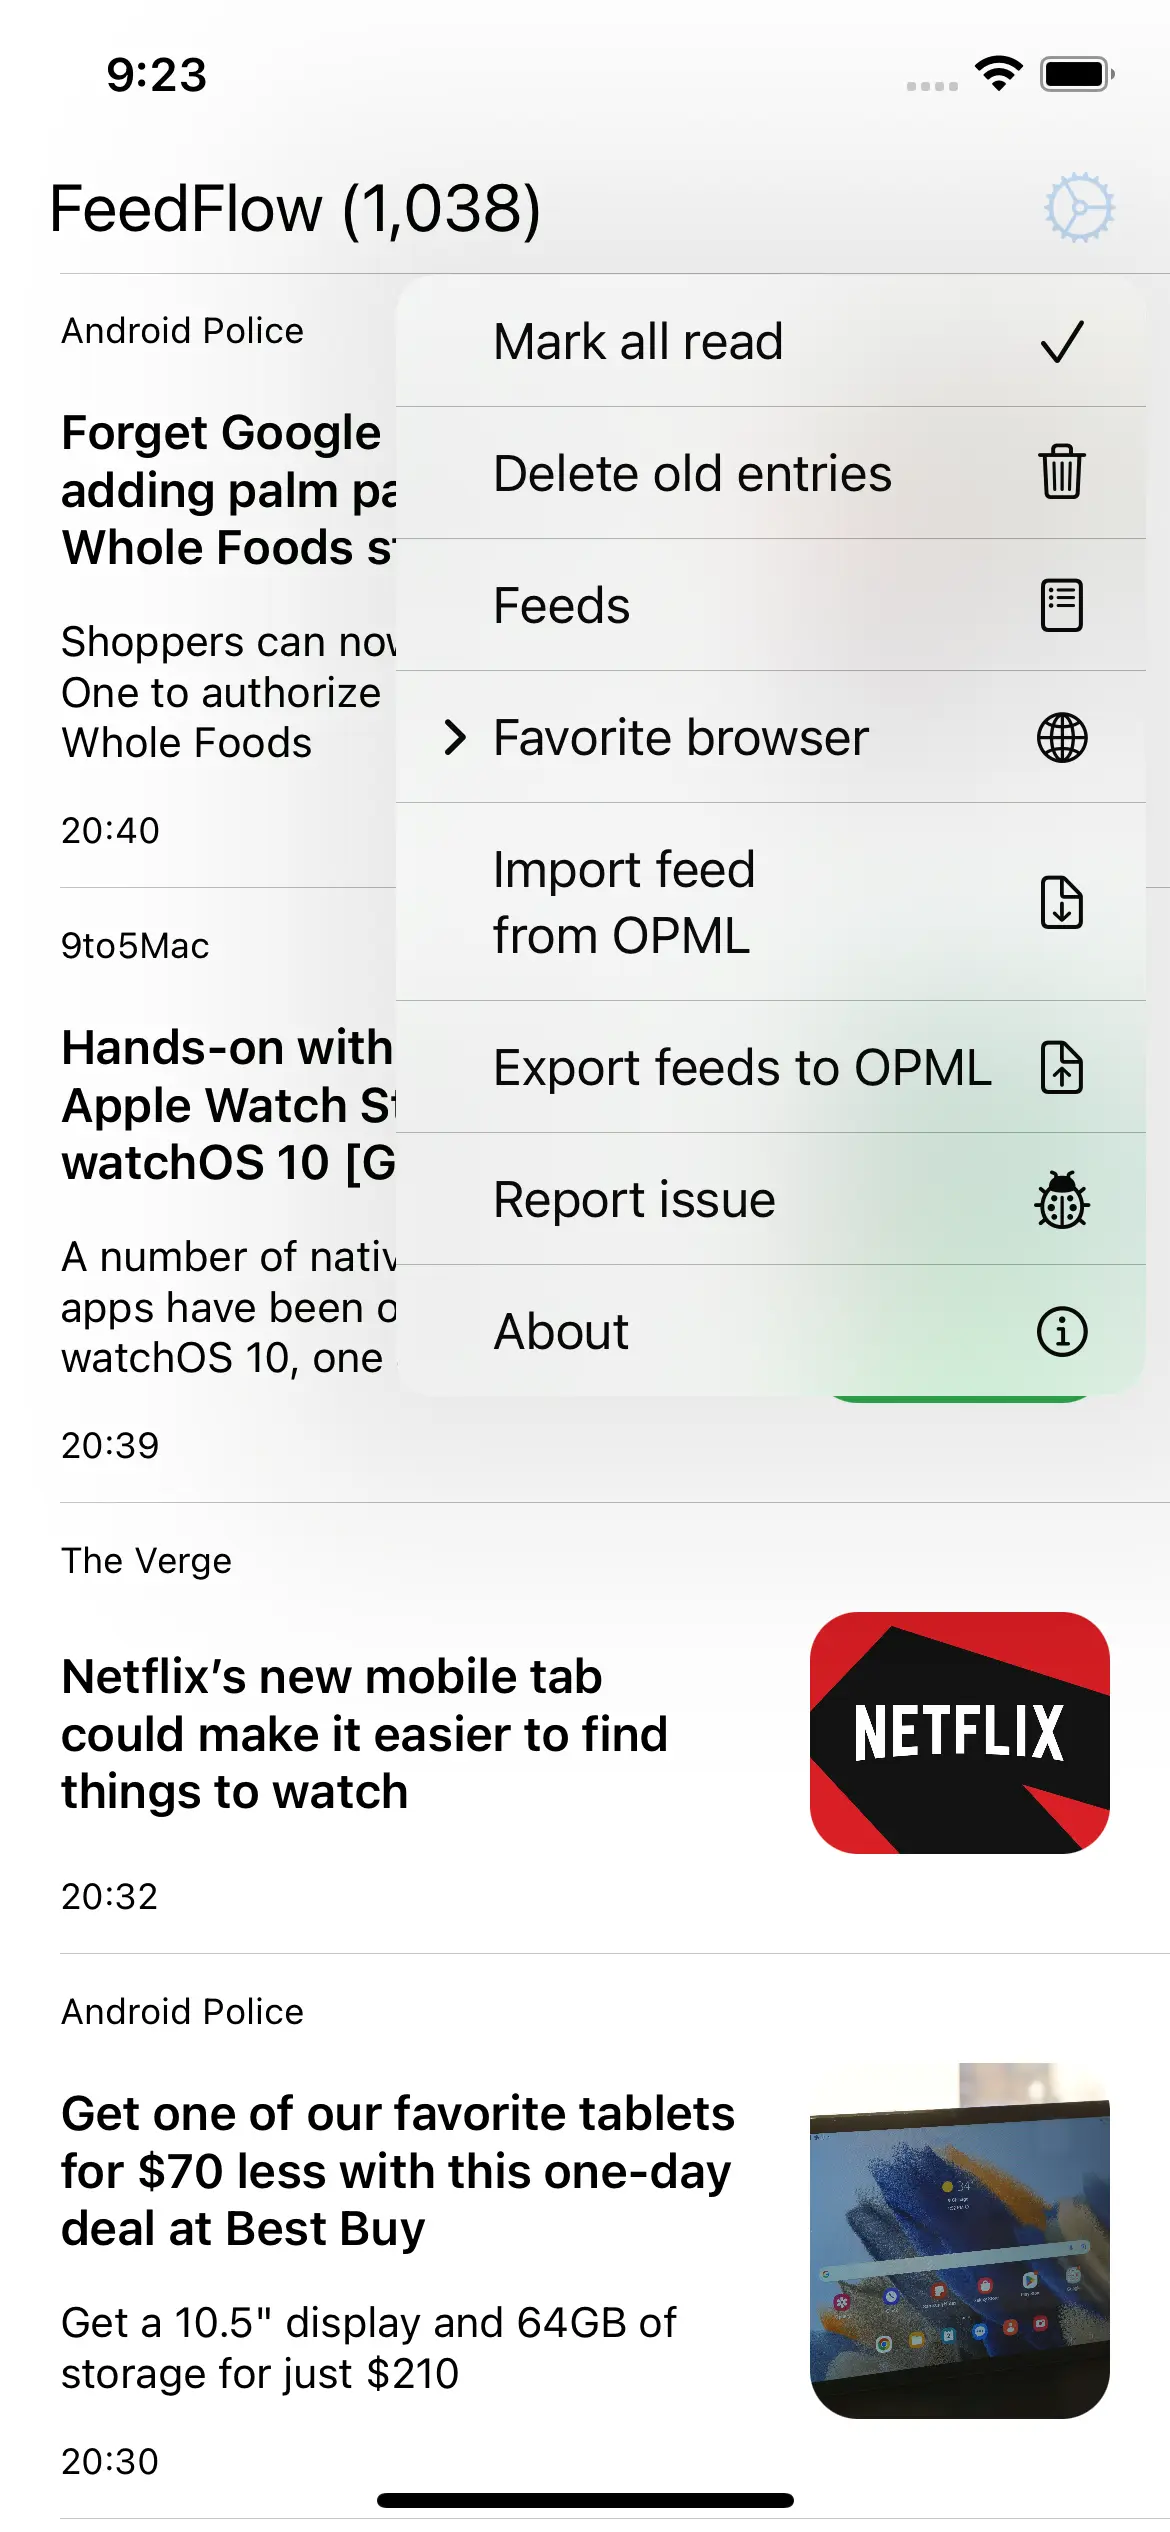 9:23
FeedFlow (1,038)
Android Police
Forget Google
adding palm
Whole Foods
Shoppers can
One to authorize
Whole Foods
20:40
Mark all read
Delete old entries
Feeds
Favorite browser
Import feed
from OPML
Export feeds to OPML
Report issue
About
9to5Mac
Hands-on with
Apple Watch
watchOS 10
A number of
apps have been
watchOS 10, one
20:39
The Verge
Netflix’s new mobile tab
could make it easier to find
things to watch
NETFLIX
20:32
Android Police
Get one of our favorite tablets
for $70 less with this one-day
deal at Best Buy
Get a 10.5" display and 64GB of
storage for just $210
34°
20:30